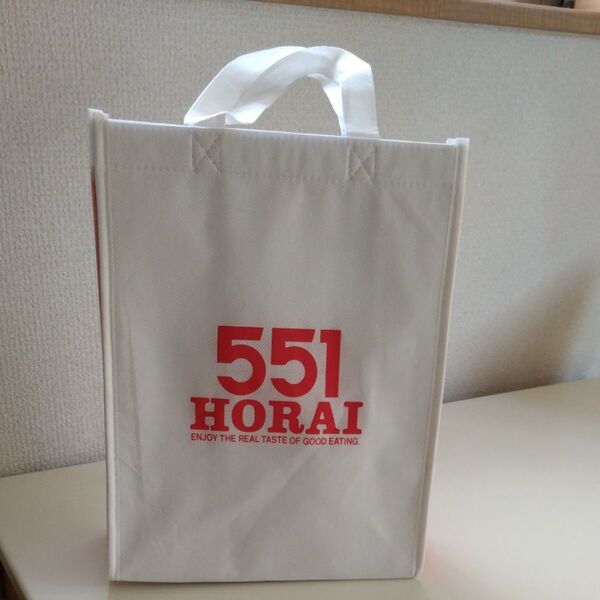 551
HORAI
ENJOY THE REAL TASTE OF GOOD EATING.